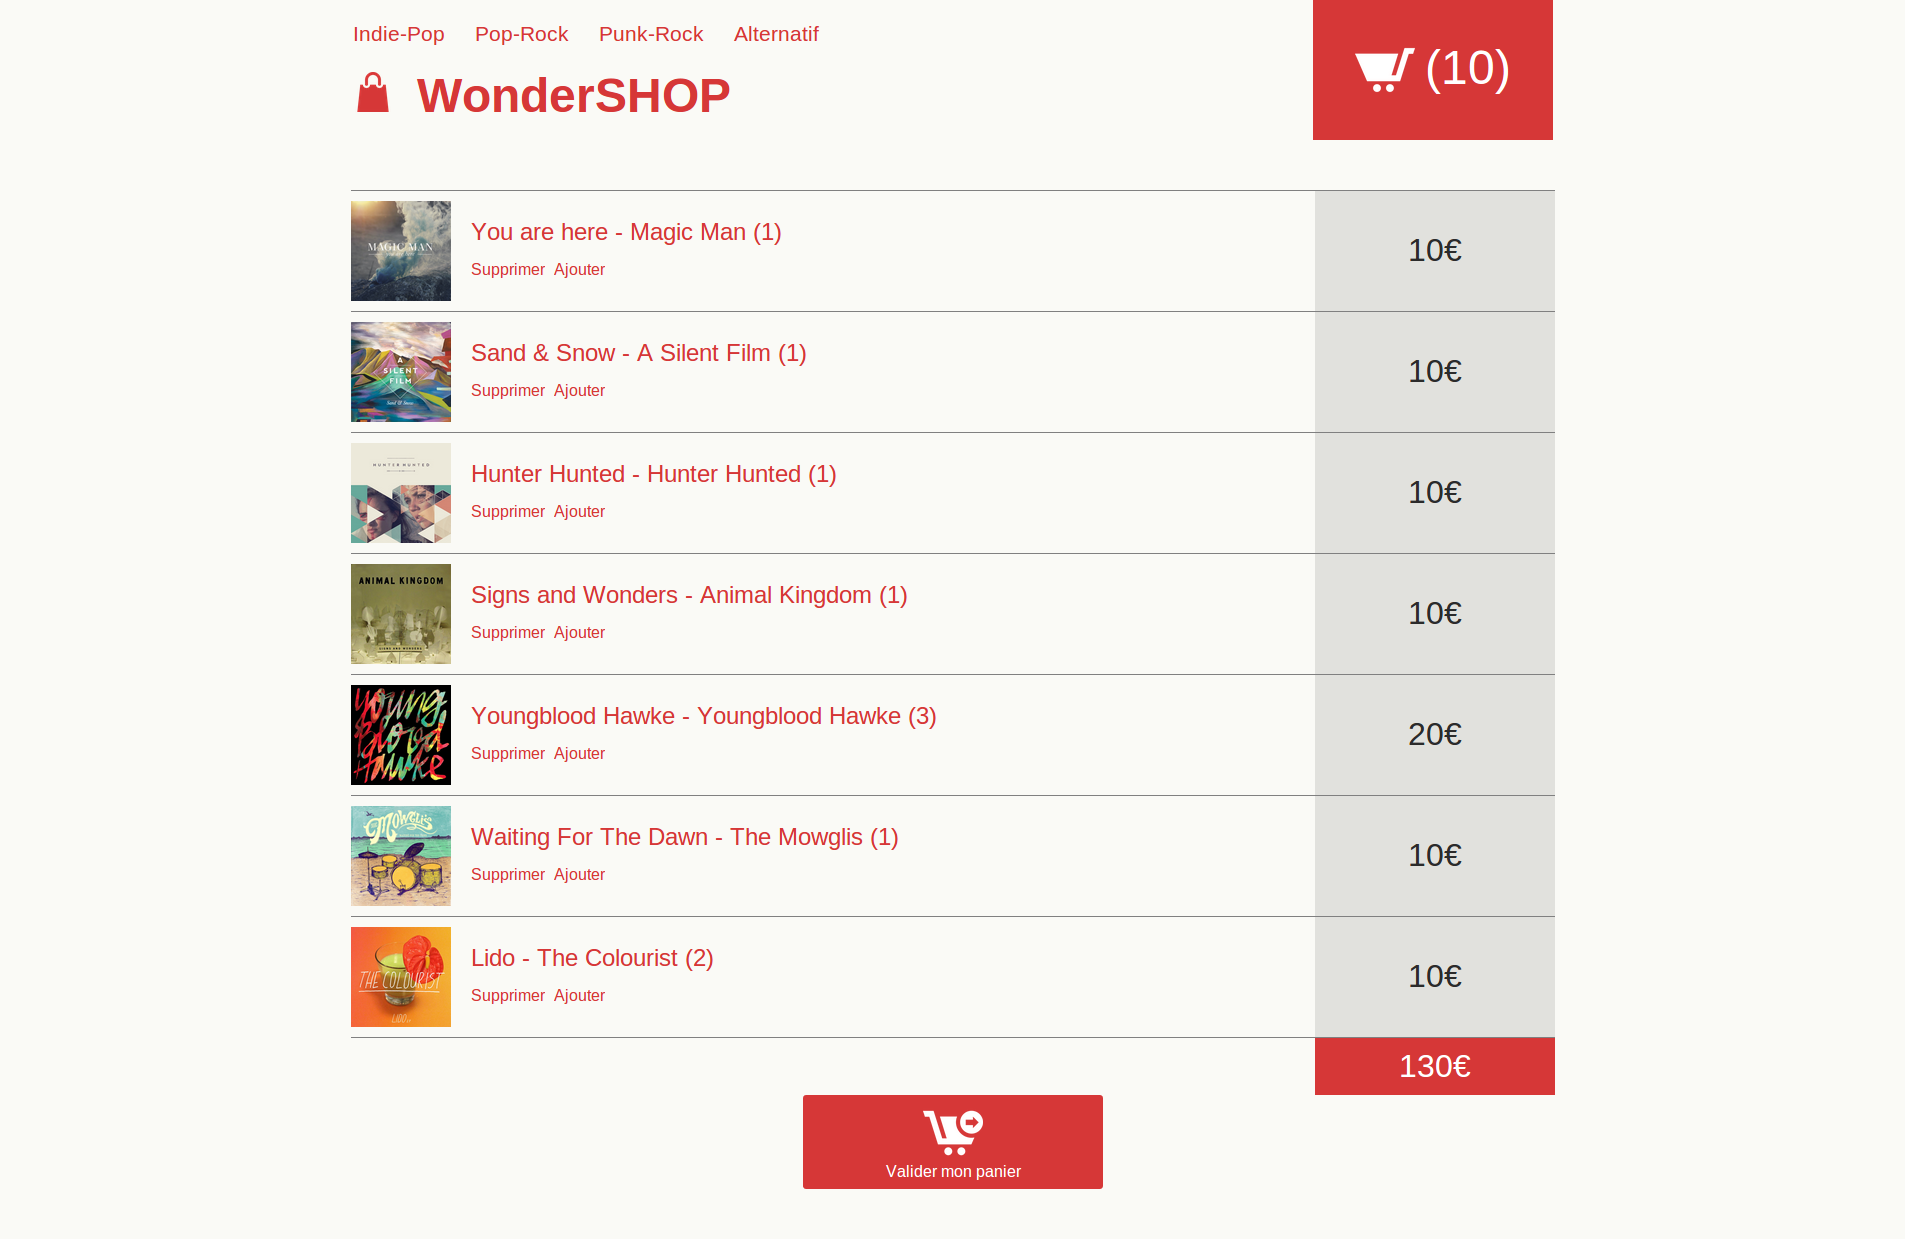 Indie-Pop Pop-Rock Punk-Rock Alternatif
WonderSHOP
(10)
MAGIC MAN
You are here - Magic Man (1)
Supprimer Ajouter
10€
A
SILENT
FILM
Sand & Snow
Sand & Snow - A Silent Film (1)
Supprimer Ajouter
10€
HUNTER HUNTED
Hunter Hunted - Hunter Hunted (1)
Supprimer Ajouter
10€
ANIMAL KINGDOM
SIGNS AND WONDERS
Signs and Wonders - Animal Kingdom (1)
Supprimer Ajouter
10€
Young
Blood
Hawke
Youngblood Hawke - Youngblood Hawke (3)
Supprimer Ajouter
20€
MOWGLI'S
Waiting For The Dawn - The Mowglis (1)
Supprimer Ajouter
10€
THE COLOURIST
LIDO
Lido - The Colourist (2)
Supprimer Ajouter
10€
130€
Valider mon panier